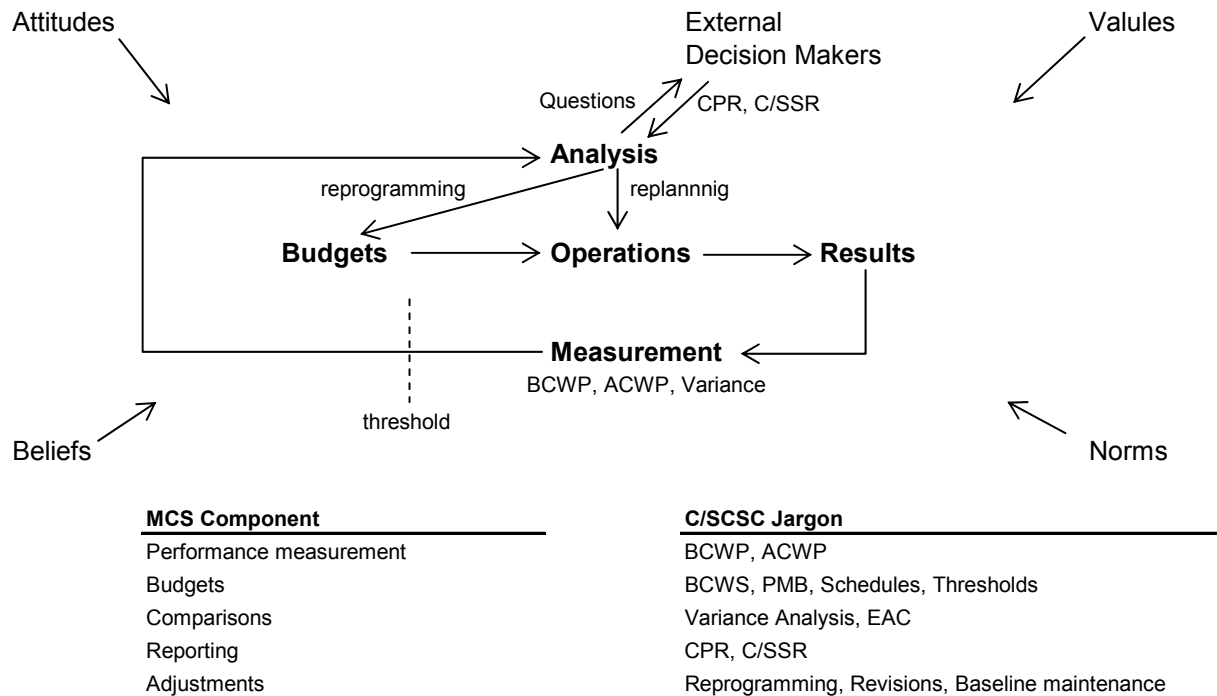 Attitudes
External
Decision Makers
Valules
Questions
CPR, C/SSR
Analysis
reprogramming
replannnig
Budgets
Operations
Results
Measurement
BCWP, ACWP, Variance
threshold
Beliefs
Norms
MCS Component
C/SCSC Jargon
Performance measurement
BCWP, ACWP
Budgets
BCWS, PMB, Schedules, Thresholds
Comparisons
Variance Analysis, EAC
Reporting
CPR, C/SSR
Adjustments
Reprogramming, Revisions, Baseline maintenance